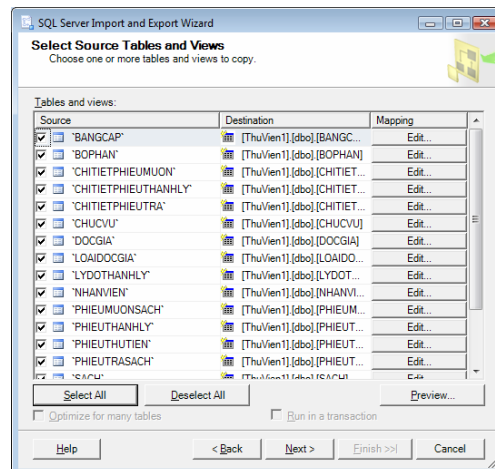 SQL Server Import and Export Wizard
Select Source Tables and Views
Choose one or more tables and views to copy.
Tables and views:
Source Destination Mapping
`BANGCAP` [ThuVien1].[dbo].[BANGC... Edit...
`BOPHAN` [ThuVien1].[dbo].[BOPHAN] Edit...
`CHITIETPHIEUMUON` [ThuVien1].[dbo].[CHITIET... Edit...
`CHITIETPHIEUTHANHLY` [ThuVien1].[dbo].[CHITIET... Edit...
`CHITIETPHIEUTRA` [ThuVien1].[dbo].[CHITIET... Edit...
`CHUCVU` [ThuVien1].[dbo].[CHUCVU] Edit...
`DOCGIA` [ThuVien1].[dbo].[DOCGIA] Edit...
`LOAIDOCGIA` [ThuVien1].[dbo].[LOAIDO... Edit...
`LYDOTHANHLY` [ThuVien1].[dbo].[LYDOT... Edit...
`NHANVIEN` [ThuVien1].[dbo].[NHANVI... Edit...
`PHIEUMUONSACH` [ThuVien1].[dbo].[PHIEUM... Edit...
`PHIEUTHANHLY` [ThuVien1].[dbo].[PHIEUT... Edit...
`PHIEUTHUTIEN` [ThuVien1].[dbo].[PHIEUT... Edit...
`PHIEUTRASACH` [ThuVien1].[dbo].[PHIEUT... Edit...
`SACH` [ThuVien1].[dbo].[SACH] Edit...
Select All Deselect All Preview...
Optimize for many tables Run in a transaction
Help < Back Next > Finish >>| Cancel